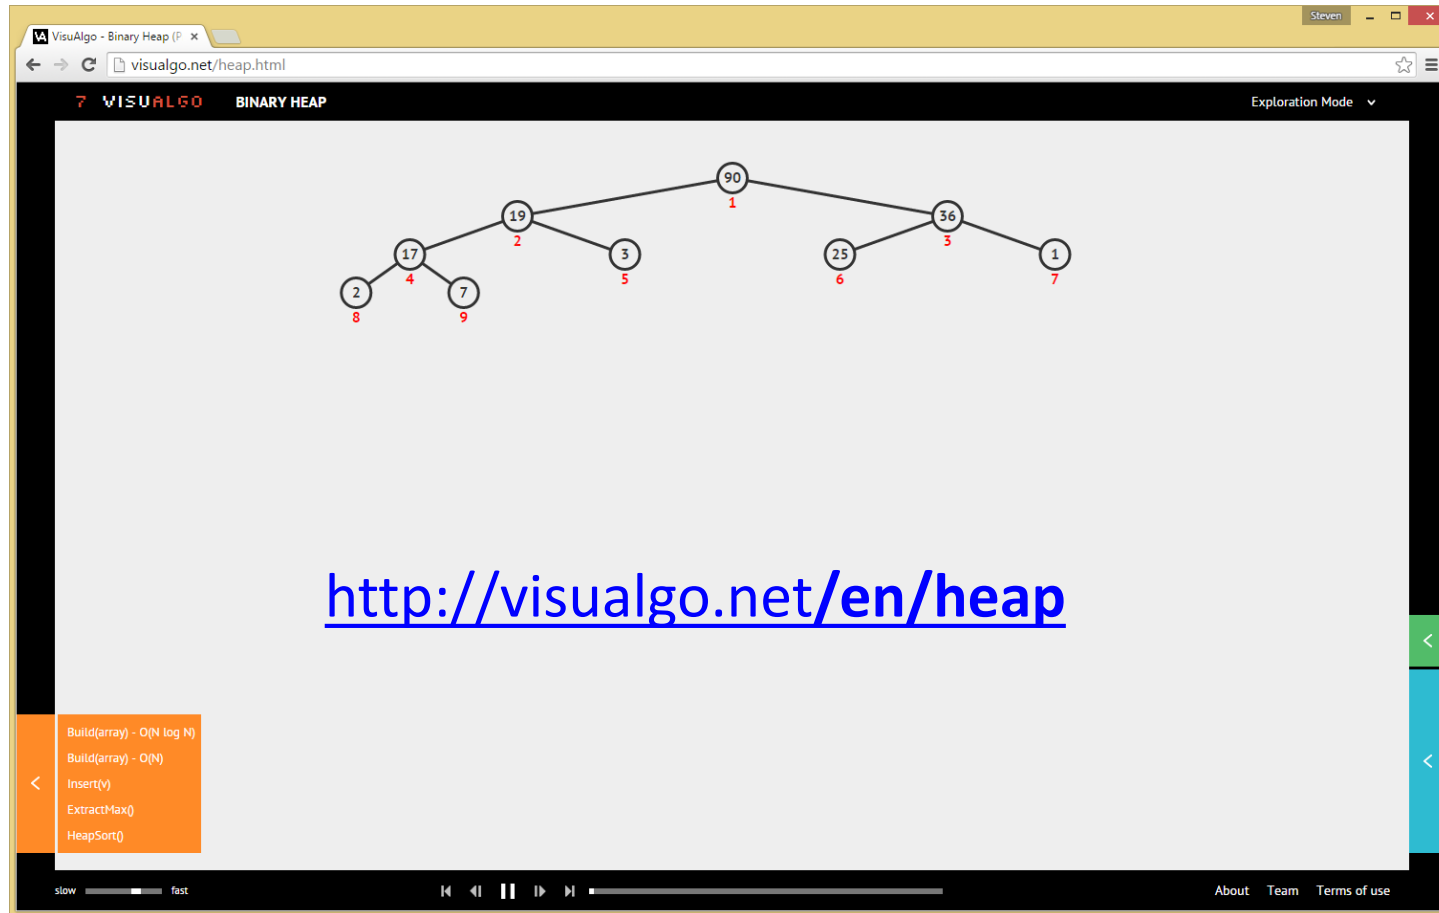 Steven
VisuAlgo - Binary Heap (P
visualgo.net/heap.html
7 VISUALGO BINARY HEAP Exploration Mode
90
1
19 36
2 3
17 3 25 1
4 5 6 7
2 7
8 9
http://visualgo.net/en/heap
Build(array) - O(N log N)
Build(array) - O(N)
Insert(v)
ExtractMax()
HeapSort()
slow fast About Team Terms of use